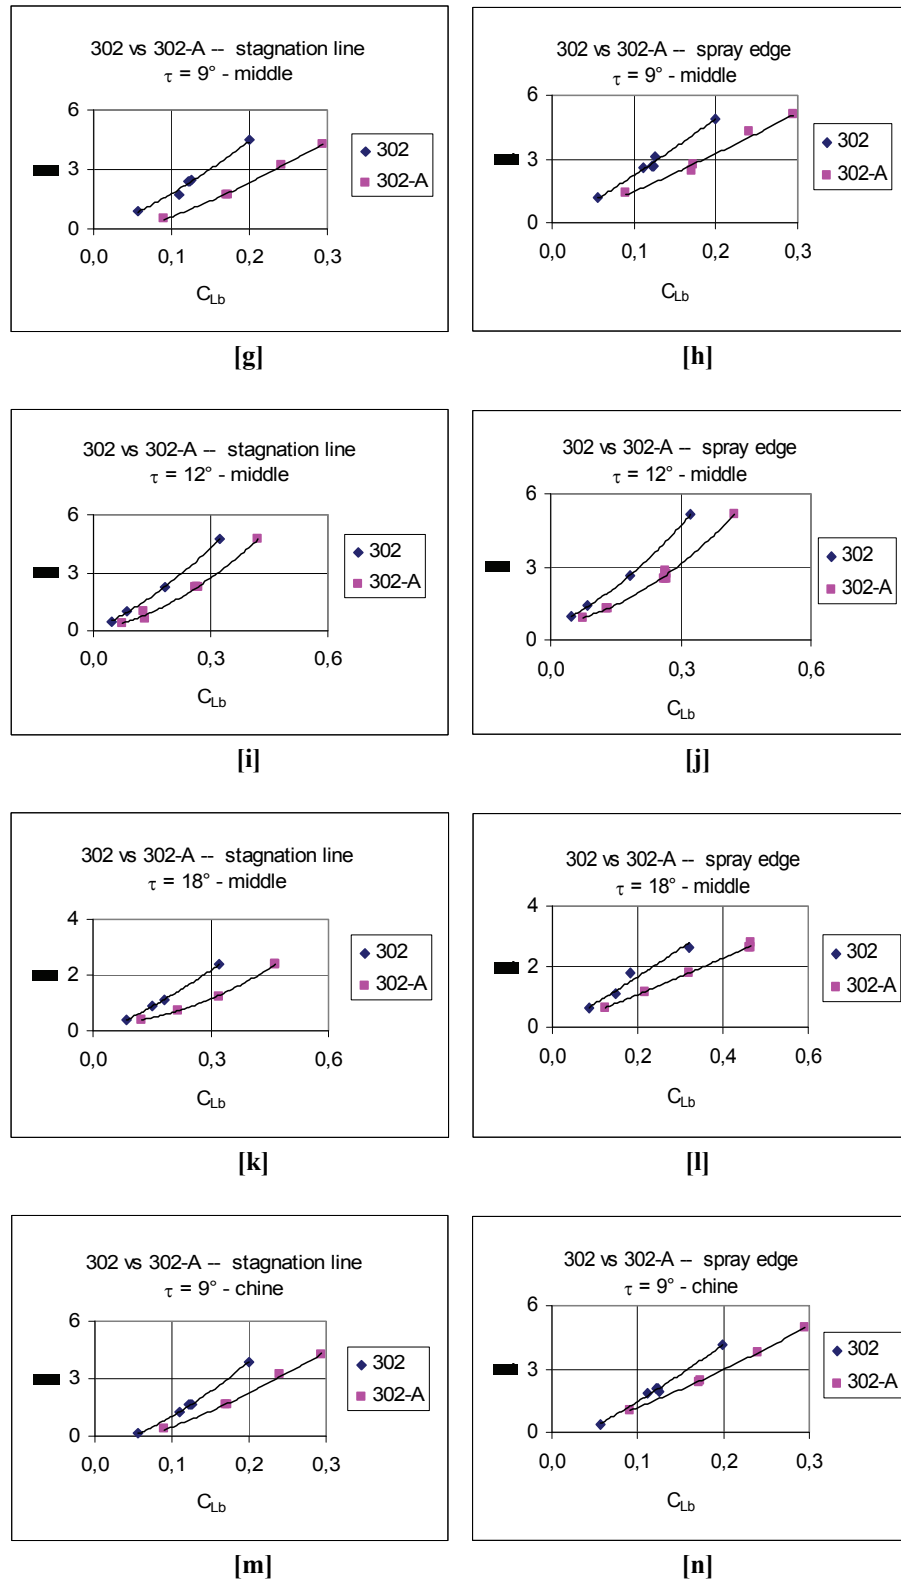 302 vs 302-A -- stagnation line
τ = 9° - middle
6
3
0
0,0 0,1 0,2 0,3
C_Lb
302
302-A
[g]
302 vs 302-A -- spray edge
τ = 9° - middle
6
3
0
0,0 0,1 0,2 0,3
C_Lb
302
302-A
[h]
302 vs 302-A -- stagnation line
τ = 12° - middle
6
3
0
0,0 0,3 0,6
C_Lb
302
302-A
[i]
302 vs 302-A -- spray edge
τ = 12° - middle
6
3
0
0,0 0,3 0,6
C_Lb
302
302-A
[j]
302 vs 302-A -- stagnation line
τ = 18° - middle
4
2
0
0,0 0,3 0,6
C_Lb
302
302-A
[k]
302 vs 302-A -- spray edge
τ = 18° - middle
4
2
0
0,0 0,2 0,4 0,6
C_Lb
302
302-A
[l]
302 vs 302-A -- stagnation line
τ = 9° - chine
6
3
0
0,0 0,1 0,2 0,3
C_Lb
302
302-A
[m]
302 vs 302-A -- spray edge
τ = 9° - chine
6
3
0
0,0 0,1 0,2 0,3
C_Lb
302
302-A
[n]